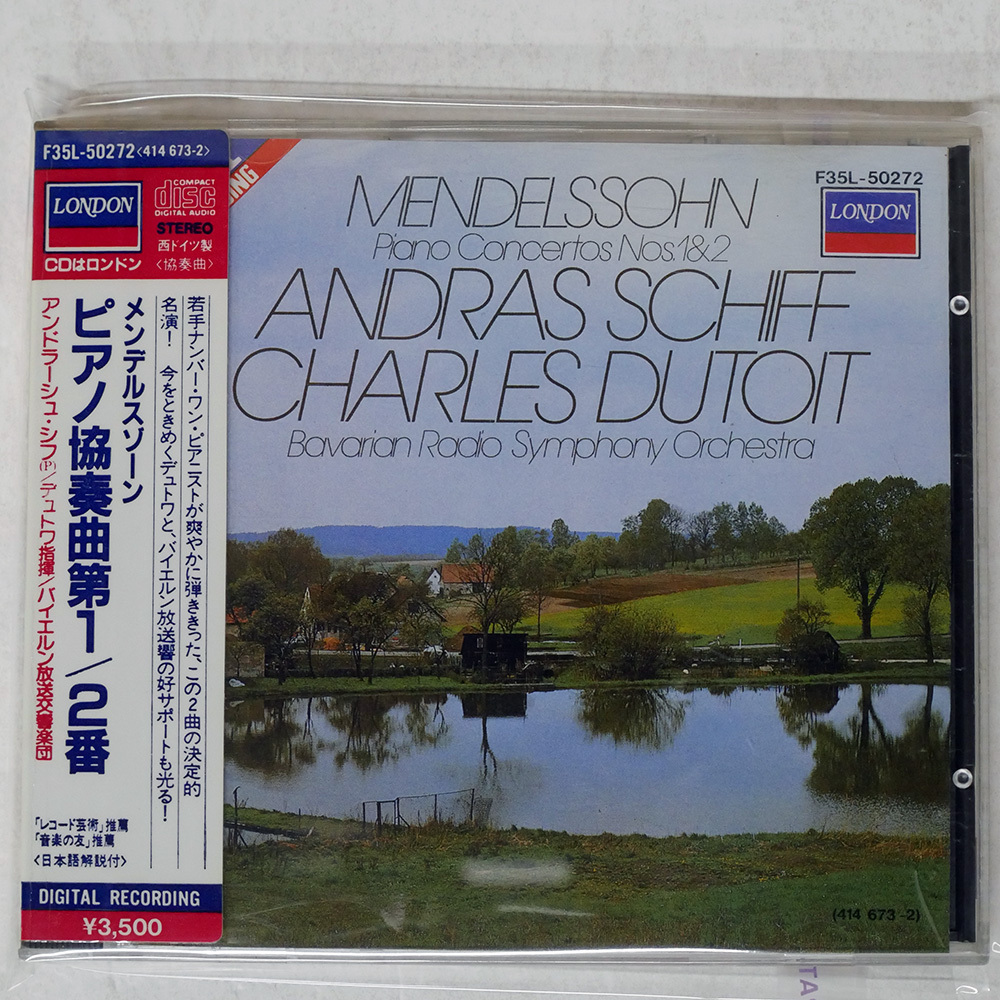 F35L-50272<414 673-2>
LONDON
COMPACT
disc
DIGITAL AUDIO
STEREO
西ドイツ製
<協奏曲>
CDはロンドン
若手ナンバー・ワン・ピアニストが爽やかに弾ききった、この2曲の決定的
名演! 今をときめくデュトワと、バイエルン放送響の好サポートも光る!
メンデルスゾーン
ピアノ協奏曲第1/2番
アンドラーシュ・シフ(P)/デュトワ指揮/バイエルン放送交響楽団
「レコード芸術」推薦
「音楽の友」推薦
<日本語解説付>
DIGITAL RECORDING
¥3,500
MENDELSSOHN
Piano Concertos Nos.1&2
ANDRAS SCHIFF
CHARLES DUTOIT
Bavarian Radio Symphony Orchestra
F35L-50272
LONDON
(414 673-2)